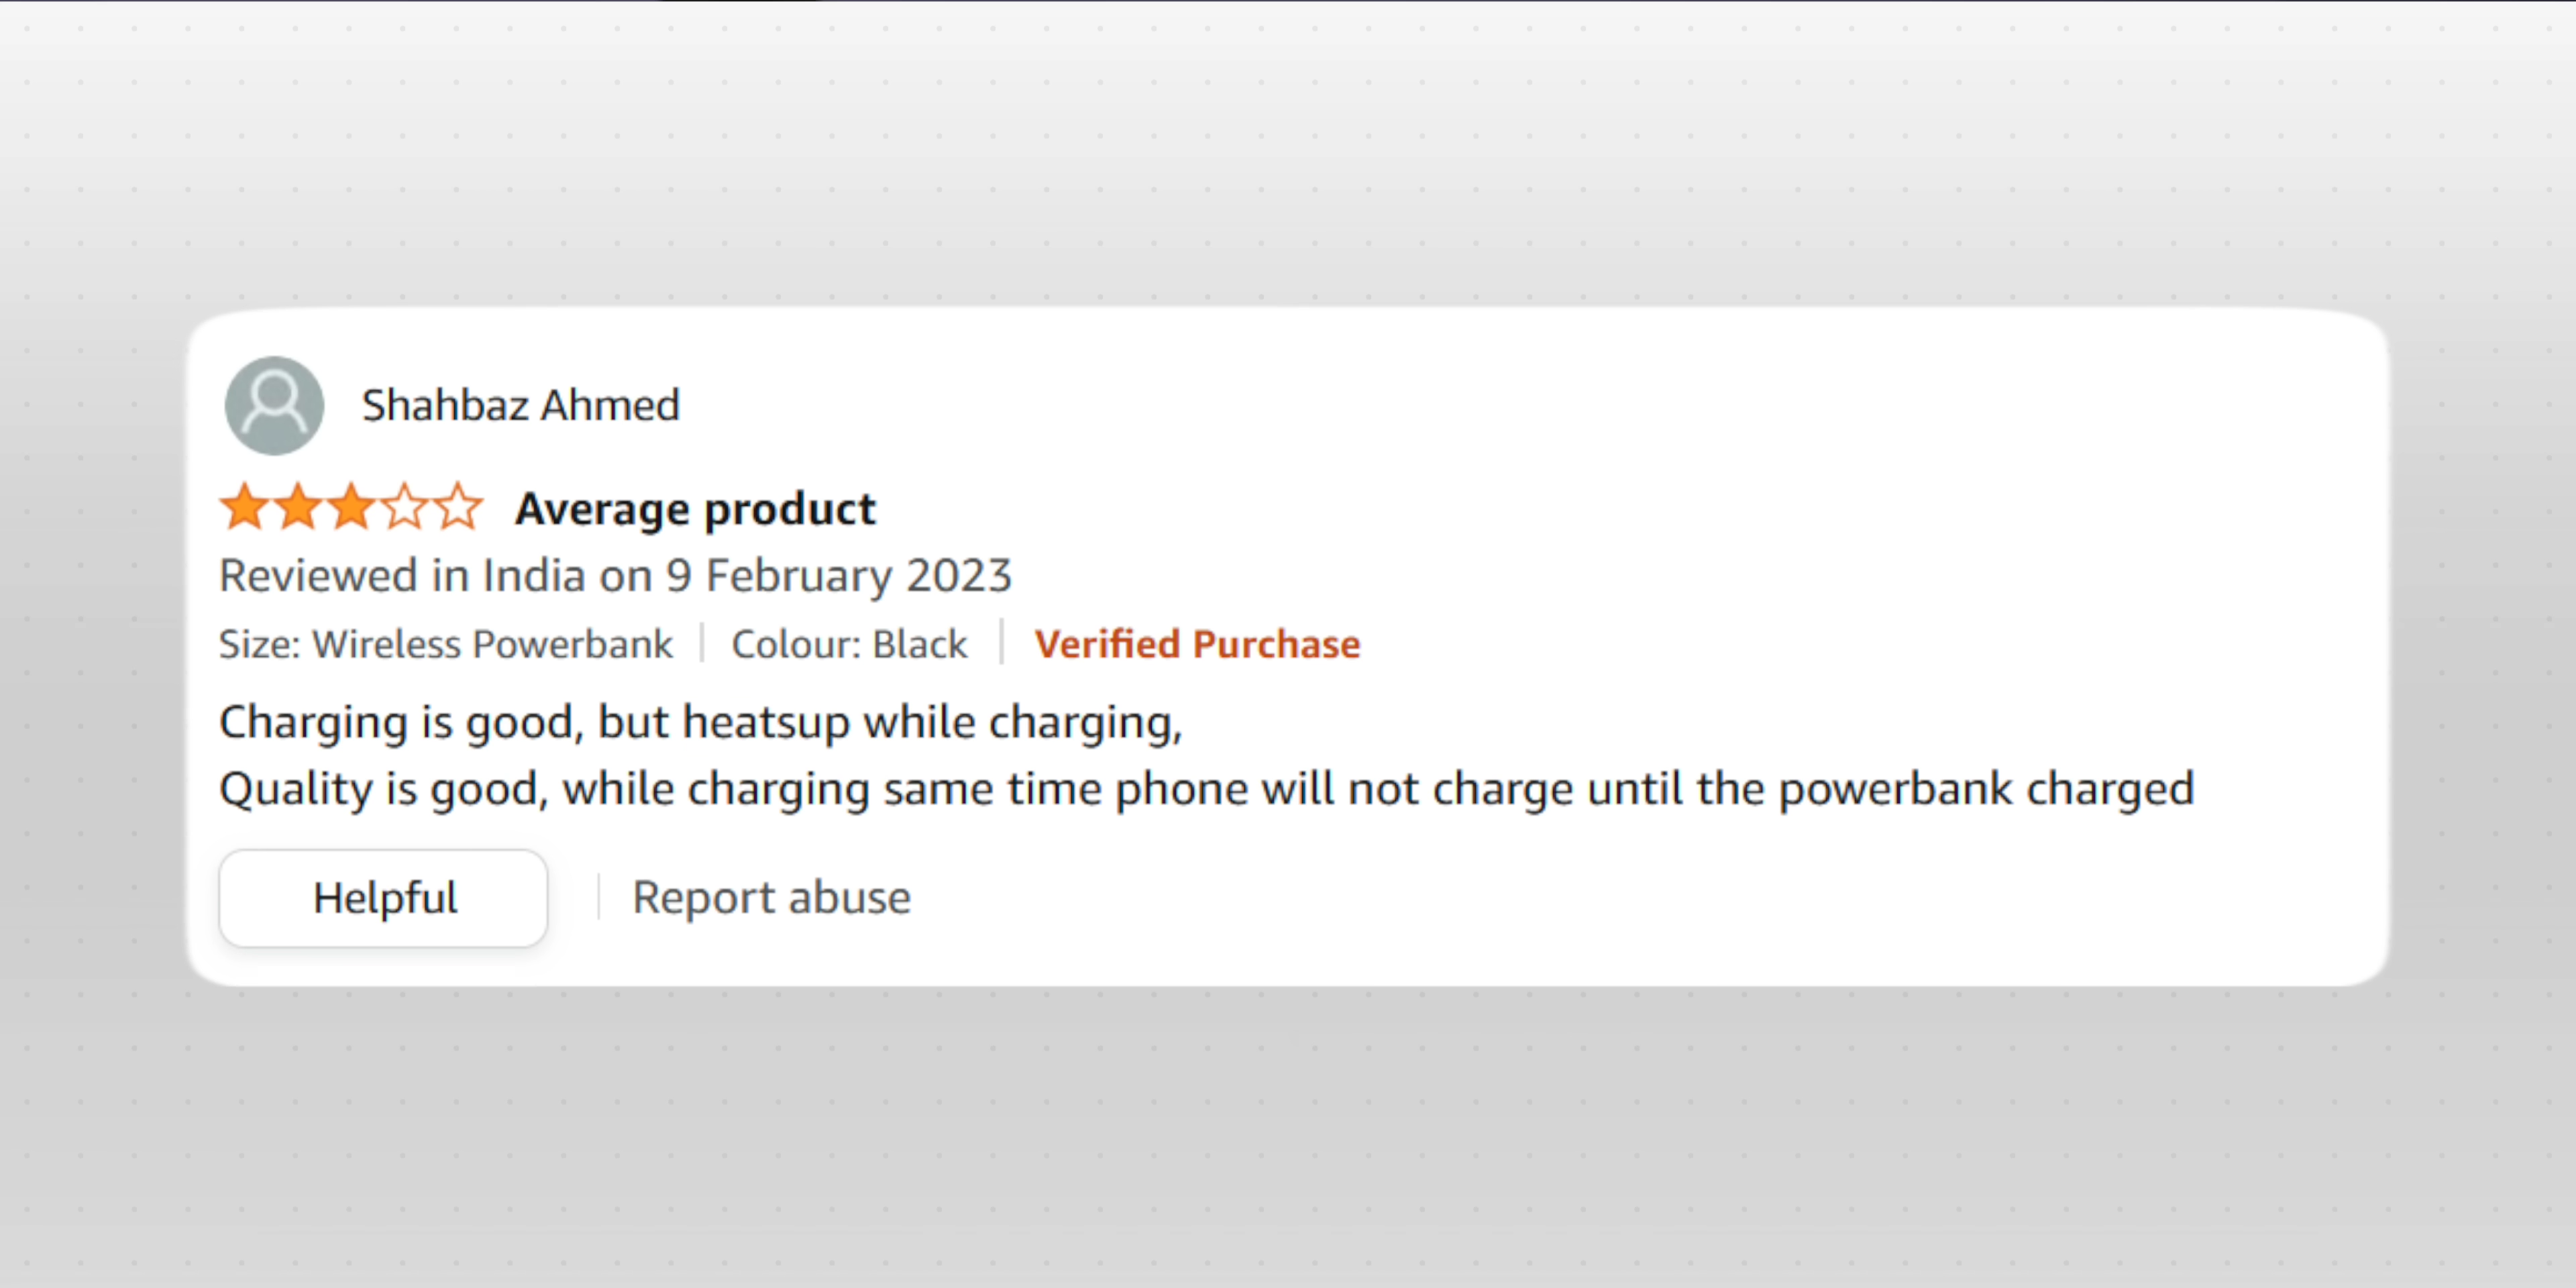 Shahbaz Ahmed
Average product
Reviewed in India on 9 February 2023
Size: Wireless Powerbank | Colour: Black | Verified Purchase
Charging is good, but heatsup while charging,
Quality is good, while charging same time phone will not charge until the powerbank charged
Helpful | Report abuse